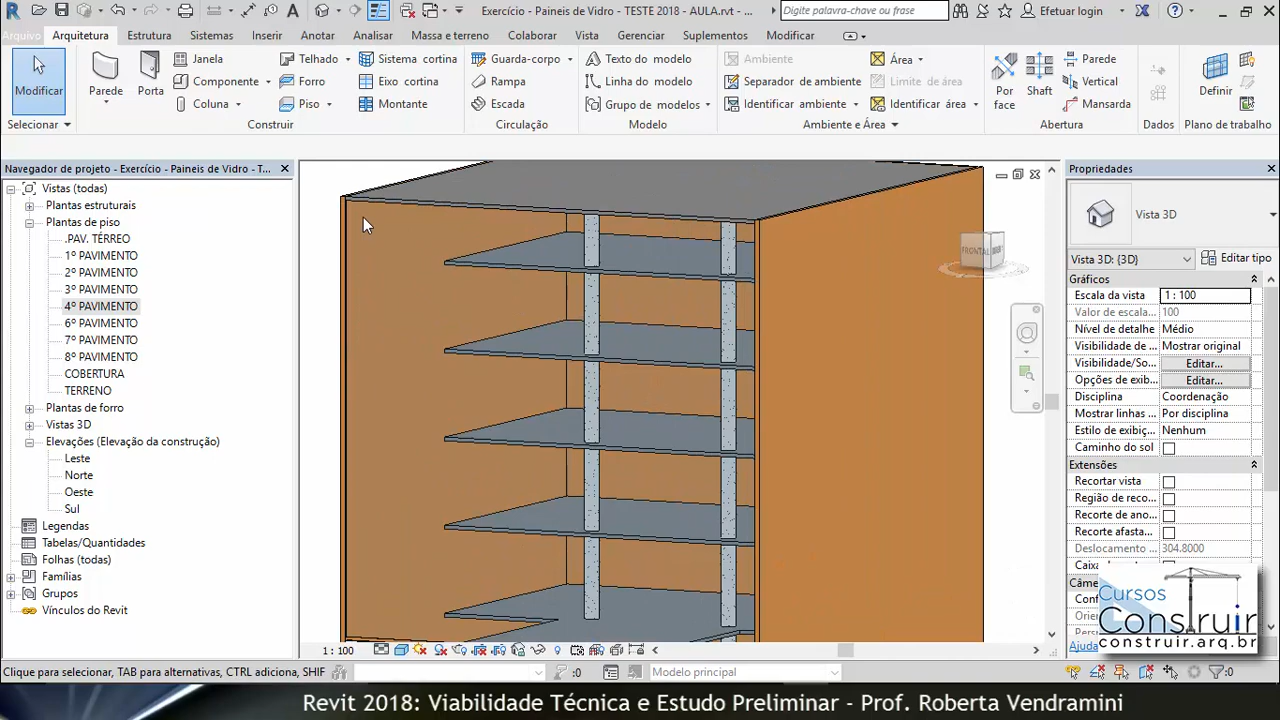 Exercício - Paineis de Vidro - TESTE 2018 - AULA.rvt - ...
Digite palavra-chave ou frase
Efetuar login
Arquivo Arquitetura Estrutura Sistemas Inserir Anotar Analisar Massa e terreno Colaborar Vista Gerenciar Suplementos Modificar
Modificar
Parede
Porta
Janela
Componente
Coluna
Telhado
Forro
Piso
Sistema cortina
Eixo cortina
Montante
Guarda-corpo
Rampa
Escada
Texto do modelo
Linha do modelo
Grupo de modelos
Ambiente
Separador de ambiente
Identificar ambiente
Área
Limite de área
Identificar área
Por face
Shaft
Parede
Vertical
Mansarda
Definir
Selecionar Construir Circulação Modelo Ambiente e Área Abertura Dados Plano de trabalho
Navegador de projeto - Exercício - Paineis de Vidro - T...
Vistas (todas)
Plantas estruturais
Plantas de piso
.PAV. TÉRREO
1º PAVIMENTO
2º PAVIMENTO
3º PAVIMENTO
4º PAVIMENTO
6º PAVIMENTO
7º PAVIMENTO
8º PAVIMENTO
COBERTURA
TERRENO
Plantas de forro
Vistas 3D
Elevações (Elevação da construção)
Leste
Norte
Oeste
Sul
Legendas
Tabelas/Quantidades
Folhas (todas)
Famílias
Grupos
Vínculos do Revit
FRONTAL
Propriedades
Vista 3D
Vista 3D: {3D}
Editar tipo
Gráficos
Escala da vista 1 : 100
Valor de escala... 100
Nível de detalhe Médio
Visibilidade de ... Mostrar original
Visibilidade/So... Editar...
Opções de exib... Editar...
Disciplina Coordenação
Mostrar linhas ... Por disciplina
Estilo de exibiç... Nenhum
Caminho do sol
Extensões
Recortar vista
Região de reco...
Recorte de ano...
Recorte afasta...
Deslocamento ... 304.8000
Ajuda
Cursos
Construir
construir.arq.br
1 : 100
Clique para selecionar, TAB para alternativas, CTRL adiciona, SHIF
:0
Modelo principal
:0
Revit 2018: Viabilidade Técnica e Estudo Preliminar - Prof. Roberta Vendramini